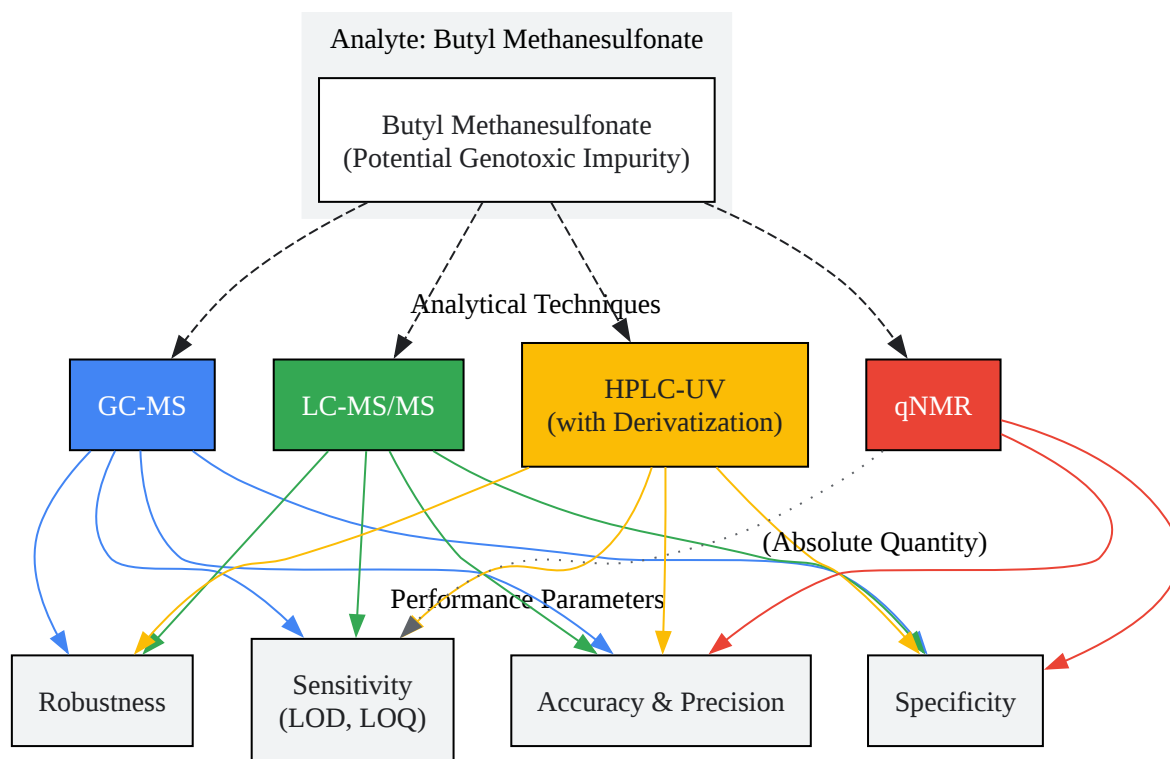 Analyte: Butyl Methanesulfonate
Butyl Methanesulfonate
(Potential Genotoxic Impurity)
Analytical Techniques
GC-MS
LC-MS/MS
HPLC-UV
(with Derivatization)
qNMR
(Absolute Quantity)
Performance Parameters
Robustness
Sensitivity
(LOD, LOQ)
Accuracy & Precision
Specificity